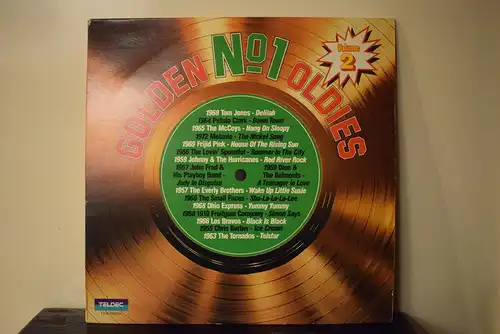 GOLDEN No1 OLDIES
Volume 2
1968 Tom Jones - Delilah
1964 Petula Clark - Down Town
1965 The McCoys - Hang On Sloopy
1972 Melanie - The Nickel Song
1969 Frijid Pink - House Of The Rising Sun
1966 The Lovin' Spoonful - Summer In The City
1959 Johnny & The Hurricanes - Red River Rock
1967 John Fred & His Playboy Band - Judy In Disguise
1959 Dion & The Belmonts - A Teenager in Love
1957 The Everly Brothers - Wake Up Little Susie
1966 The Small Faces - Sha-La-La-La-Lee
1968 Ohio Express - Yummy Yummy
1968 1910 Fruitgum Company - Simon Says
1966 Los Bravos - Black Is Black
1959 Chris Barber - Ice Cream
1963 The Tornados - Telstar
TELDEC